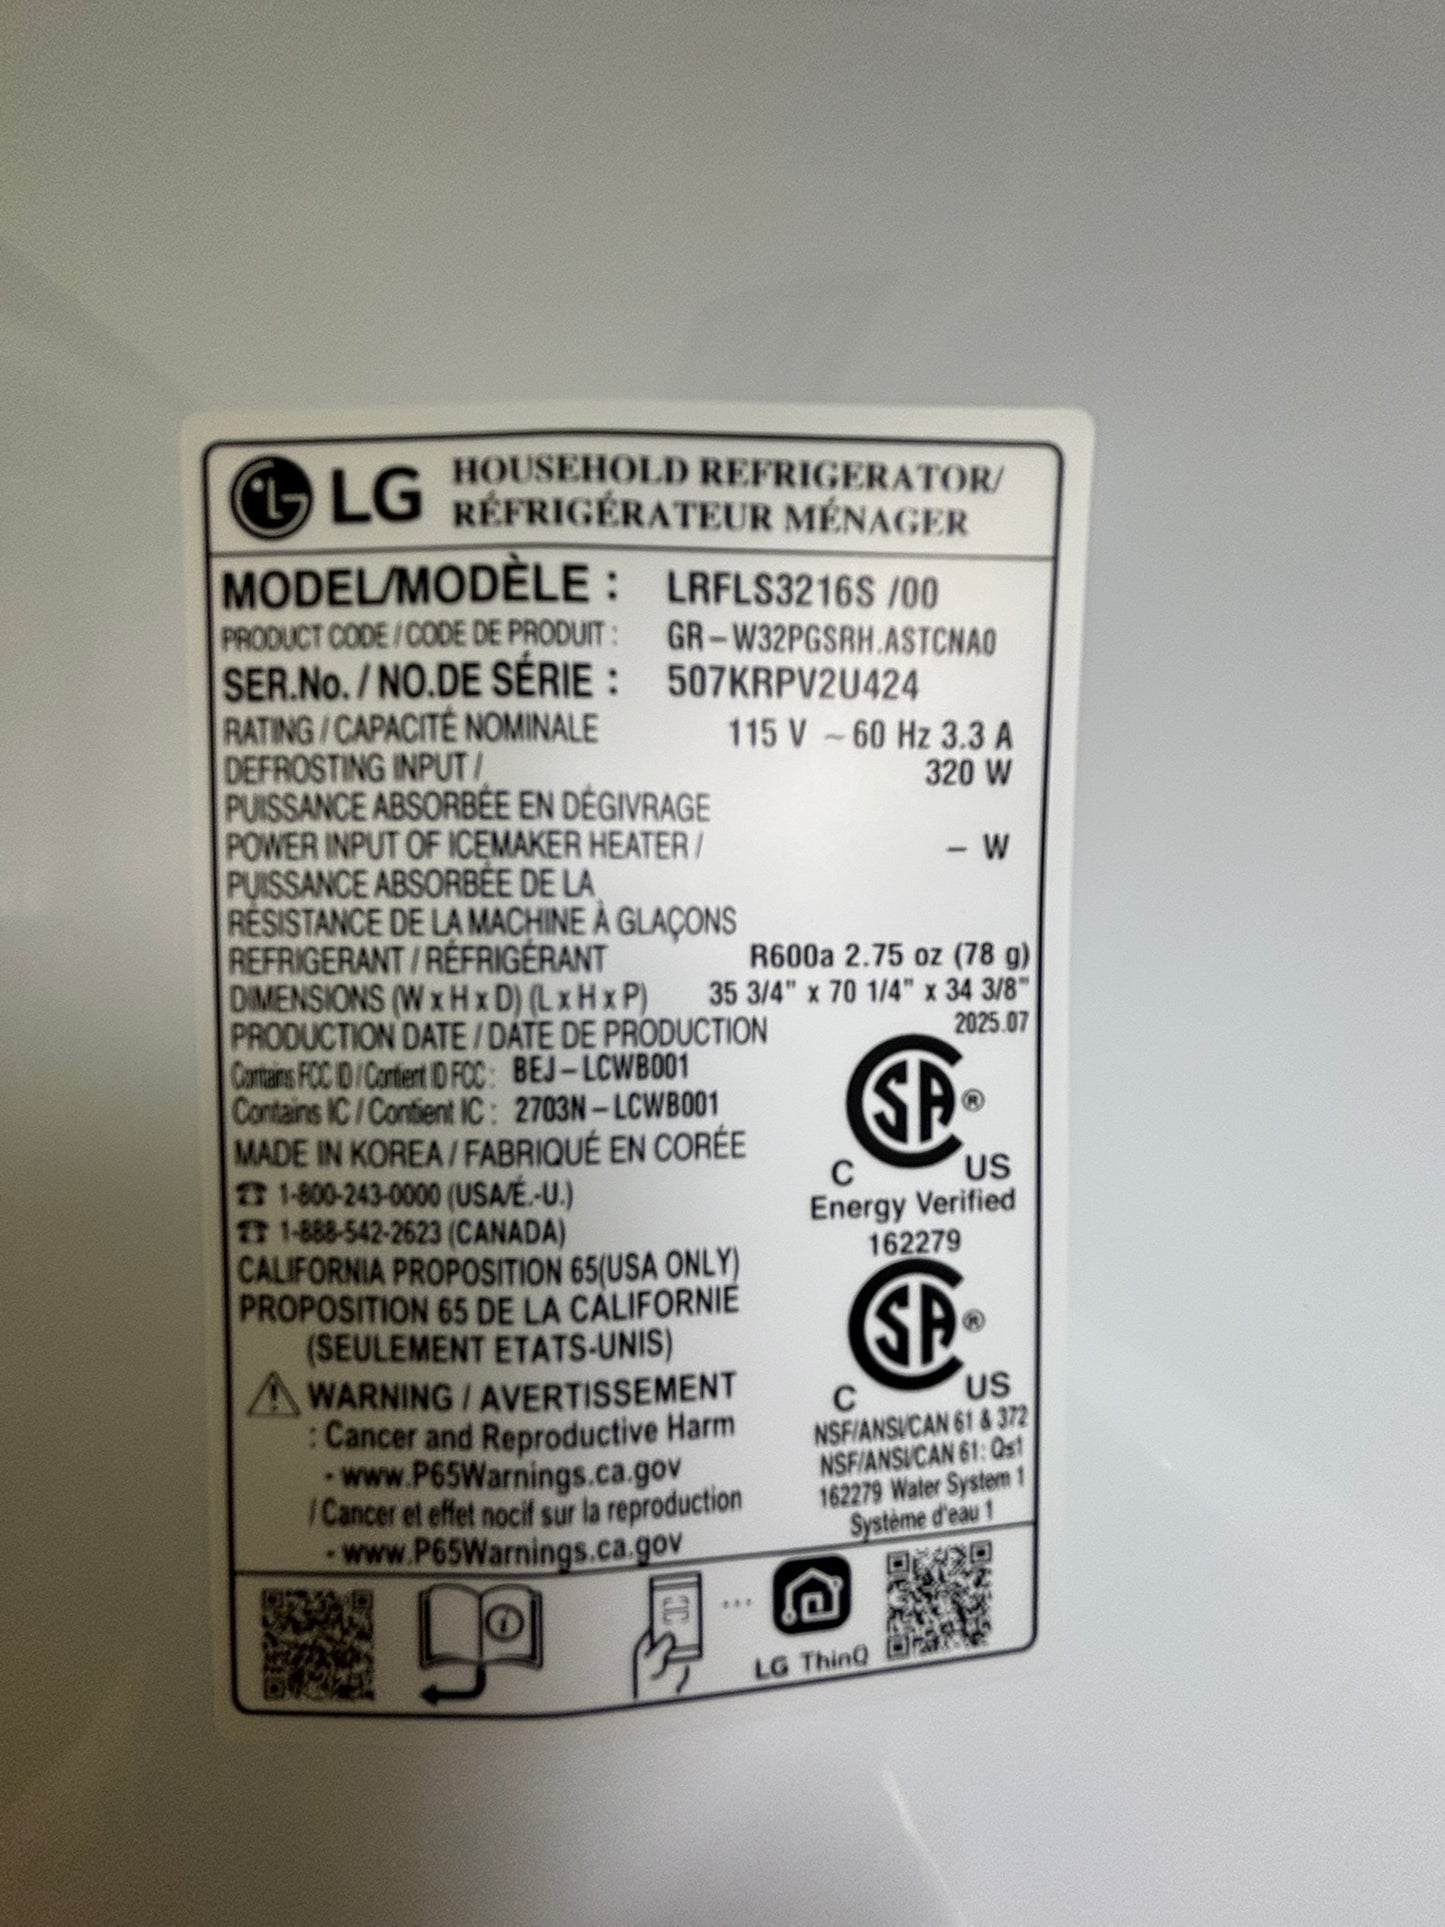 LG HOUSEHOLD REFRIGERATOR/
RÉFRIGÉRATEUR MÉNAGER
MODEL/MODÈLE : LRFLS3216S /00
PRODUCT CODE / CODE DE PRODUIT : GR-W32PGSRH.ASTCNA0
SER.No. / NO.DE SÉRIE : 507KRPV2U424
RATING / CAPACITÉ NOMINALE 115 V ~ 60 Hz 3.3 A
DEFROSTING INPUT / 320 W
PUISSANCE ABSORBÉE EN DÉGIVRAGE
POWER INPUT OF ICEMAKER HEATER / – W
PUISSANCE ABSORBÉE DE LA
RÉSISTANCE DE LA MACHINE À GLAÇONS
REFRIGERANT / RÉFRIGÉRANT R600a 2.75 oz (78 g)
DIMENSIONS (W x H x D) (L x H x P) 35 3/4" x 70 1/4" x 34 3/8"
PRODUCTION DATE / DATE DE PRODUCTION 2025.07
Contains FCC ID / Contient ID FCC : BEJ-LCWB001
Contains IC / Contient IC : 2703N-LCWB001
MADE IN KOREA / FABRIQUÉ EN CORÉE
☎ 1-800-243-0000 (USA/É.-U.)
☎ 1-888-542-2623 (CANADA)
CALIFORNIA PROPOSITION 65(USA ONLY)
PROPOSITION 65 DE LA CALIFORNIE
(SEULEMENT ETATS-UNIS)
⚠ WARNING / AVERTISSEMENT
: Cancer and Reproductive Harm
- www.P65Warnings.ca.gov
/ Cancer et effet nocif sur la reproduction
- www.P65Warnings.ca.gov
CSA ®
C US
Energy Verified
162279
CSA ®
C US
NSF/ANSI/CAN 61 & 372
NSF/ANSI/CAN 61: Q≤1
162279 Water System 1
Système d'eau 1
LG ThinQ